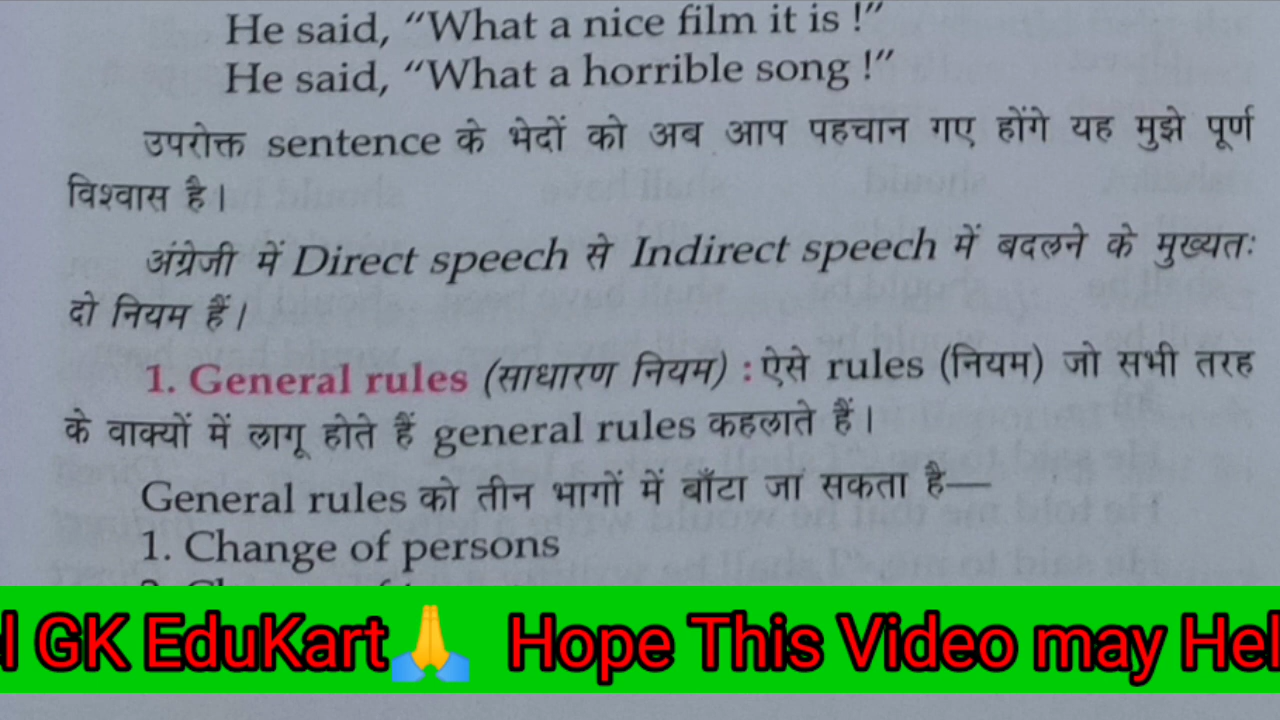 He said, “What a nice film it is !”
He said, “What a horrible song !”
उपरोक्त sentence के भेदों को अब आप पहचान गए होंगे यह मुझे पूर्ण
विश्वास है।
अंग्रेजी में Direct speech से Indirect speech में बदलने के मुख्यतः
दो नियम हैं।
1. General rules (साधारण नियम) : ऐसे rules (नियम) जो सभी तरह
के वाक्यों में लागू होते हैं general rules कहलाते हैं।
General rules को तीन भागों में बाँटा जा सकता है—
1. Change of persons
GK EduKart🙏 Hope This Video may Hel